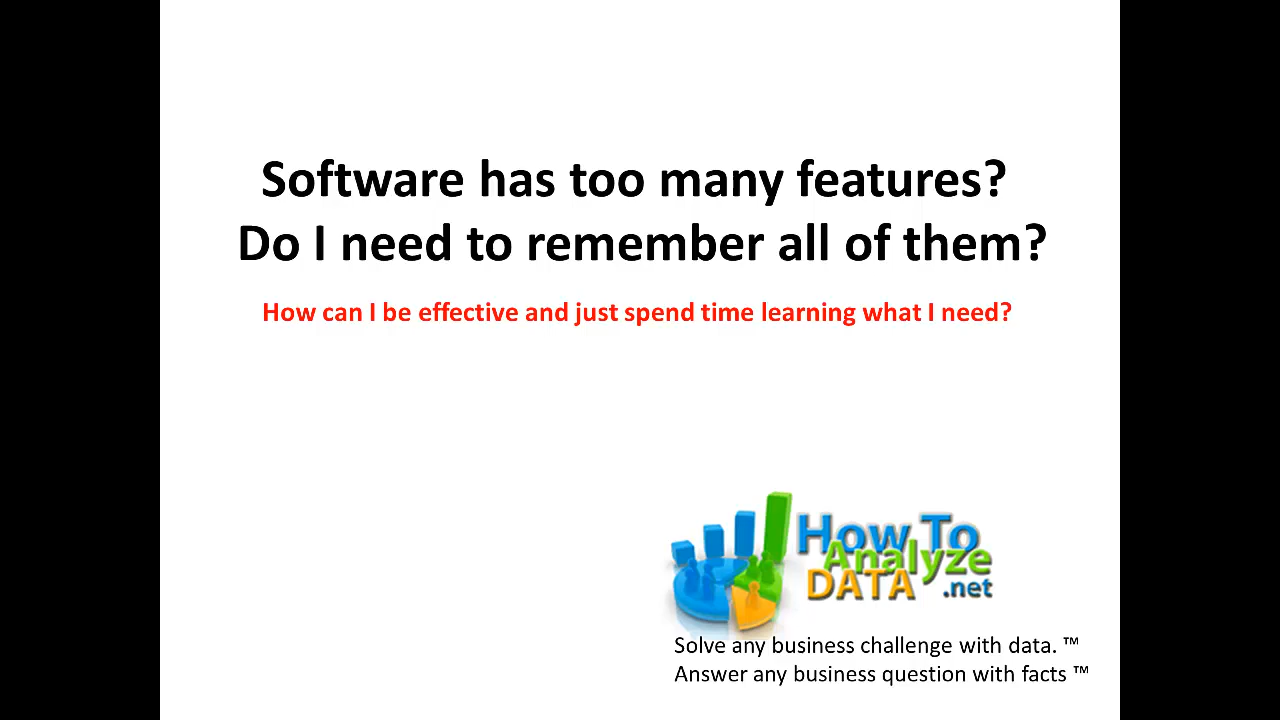 Software has too many features?
Do I need to remember all of them?
How can I be effective and just spend time learning what I need?
How To
Analyze
DATA
.net
Solve any business challenge with data. ™
Answer any business question with facts ™